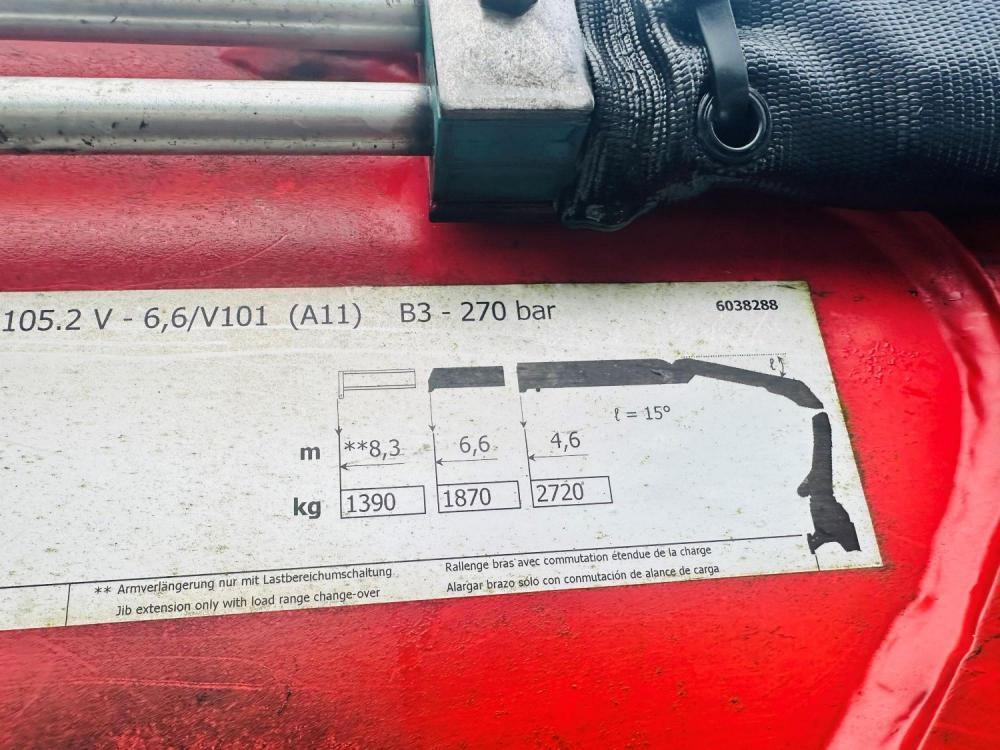 105.2 V - 6,6/V101 (A11) B3 - 270 bar 6038288
ℓ
ℓ = 15°
m **8,3 6,6 4,6
kg 1390 1870 2720
** Armverlängerung nur mit Lastbereichumschaltung
Jib extension only with load range change-over
Rallenge bras avec commutation étendue de la charge
Alargar brazo sólo con conmutación de alance de carga